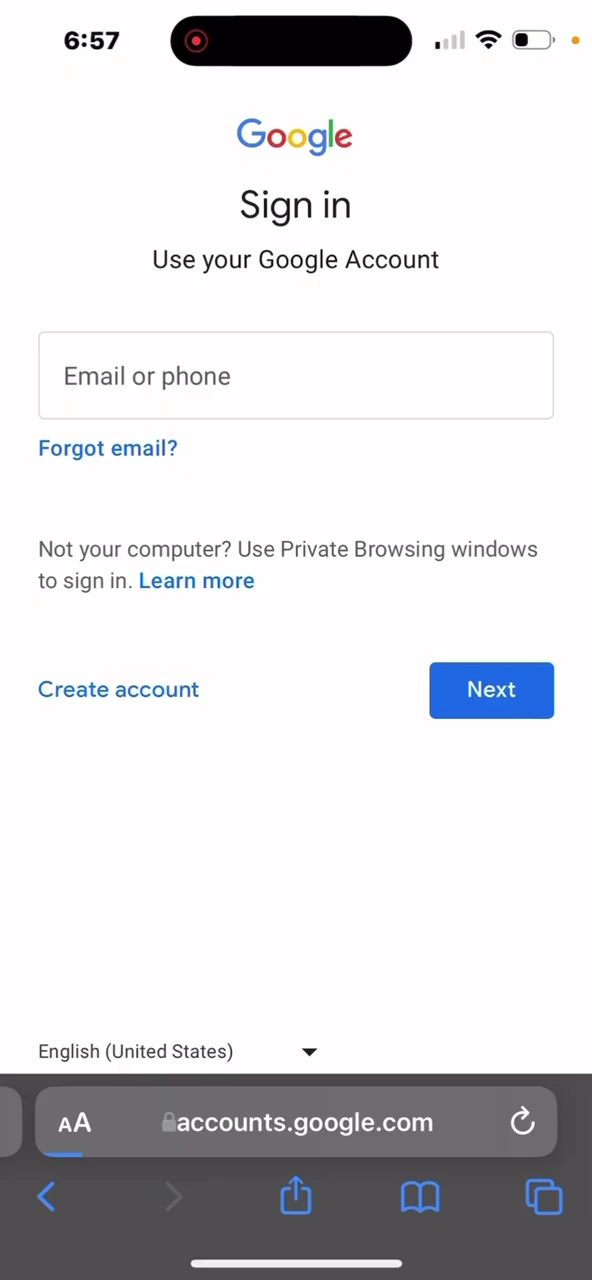 6:57
Google
Sign in
Use your Google Account
Email or phone
Forgot email?
Not your computer? Use Private Browsing windows
to sign in. Learn more
Create account
Next
English (United States)
AA
accounts.google.com